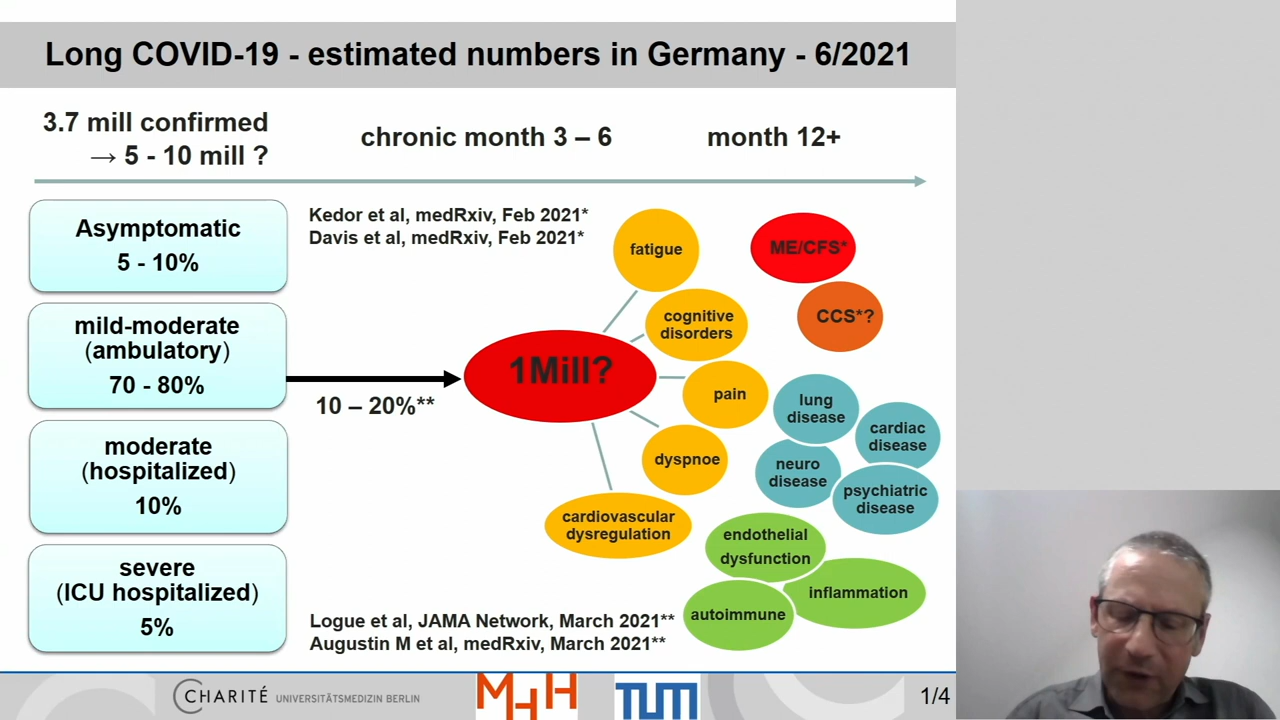 Long COVID-19 - estimated numbers in Germany - 6/2021
3.7 mill confirmed
→ 5 - 10 mill ?
chronic month 3 – 6
month 12+
Asymptomatic
5 - 10%
mild-moderate
(ambulatory)
70 - 80%
moderate
(hospitalized)
10%
severe
(ICU hospitalized)
5%
10 – 20%**
Kedor et al, medRxiv, Feb 2021*
Davis et al, medRxiv, Feb 2021*
1Mill?
fatigue
cognitive
disorders
pain
dyspnoe
cardiovascular
dysregulation
ME/CFS*
CCS*?
lung
disease
cardiac
disease
neuro
disease
psychiatric
disease
endothelial
dysfunction
inflammation
autoimmune
Logue et al, JAMA Network, March 2021**
Augustin M et al, medRxiv, March 2021**
CHARITÉ UNIVERSITÄTSMEDIZIN BERLIN
MHH
TUM
1/4